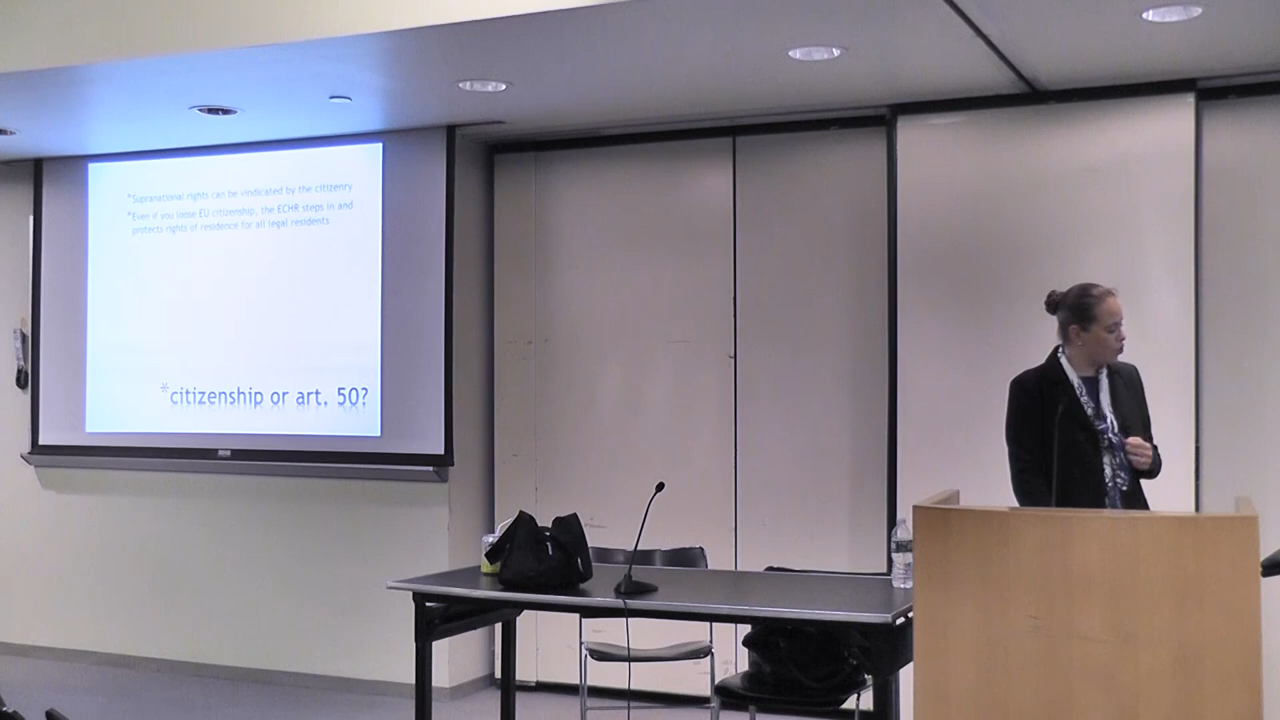 *Supranational rights can be vindicated by the citizenry
*Even if you loose EU citizenship, the ECHR steps in and
protects rights of residence for all legal residents
*citizenship or art. 50?